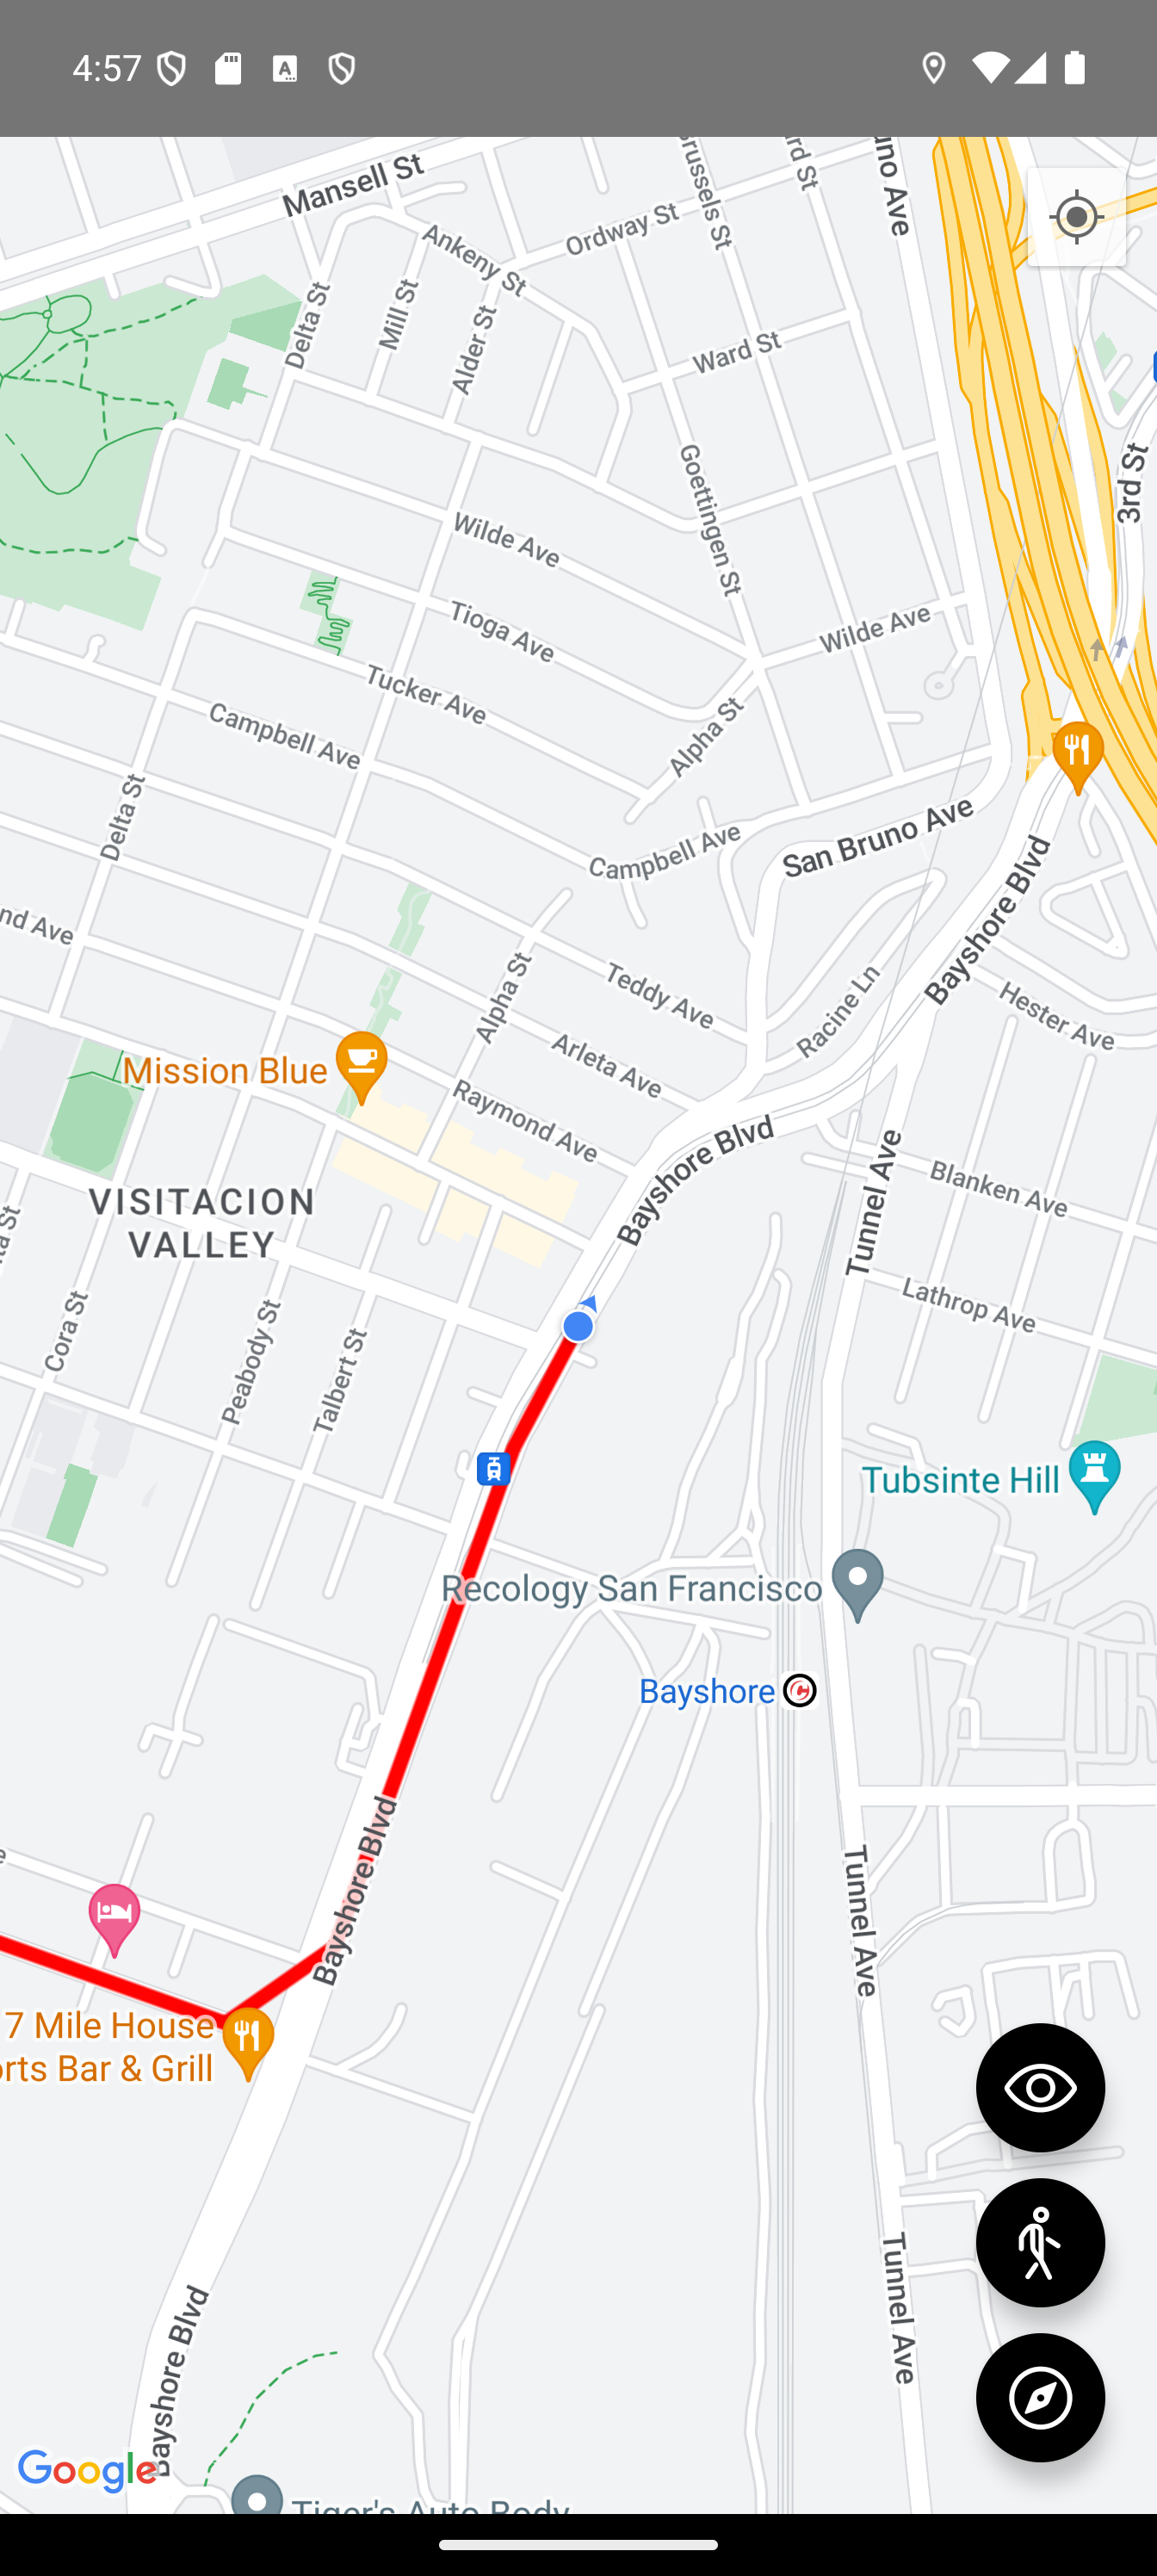 4:57
Mansell St
Ankeny St
Ordway St
Delta St
Mill St
Alder St
Ward St
Goettingen St
3rd St
Wilde Ave
Tioga Ave
Wilde Ave
Tucker Ave
Campbell Ave
Alpha St
Delta St
San Bruno Ave
Campbell Ave
Bayshore Blvd
Teddy Ave
Racine Ln
Hester Ave
Alpha St
Arleta Ave
Mission Blue
Raymond Ave
Bayshore Blvd
Tunnel Ave
Blanken Ave
VISITACION
VALLEY
Lathrop Ave
Cora St
Peabody St
Talbert St
Tubsinte Hill
Recology San Francisco
Bayshore
Bayshore Blvd
Tunnel Ave
7 Mile House
Bar & Grill
Tunnel Ave
Bayshore Blvd
Google
Tiger's Auto Body